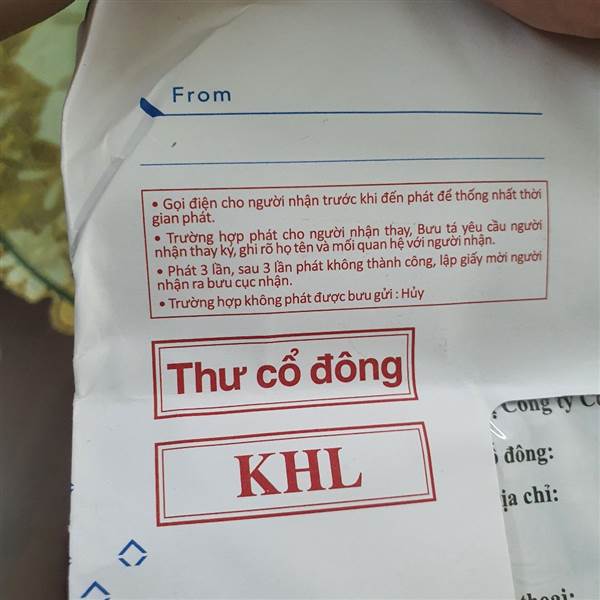 From
• Gọi điện cho người nhận trước khi đến phát để thống nhất thời
gian phát.
• Trường hợp phát cho người nhận thay, Bưu tá yêu cầu người
nhận thay ký, ghi rõ họ tên và mối quan hệ với người nhận.
• Phát 3 lần, sau 3 lần phát không thành công, lập giấy mời người
nhận ra bưu cục nhận.
• Trường hợp không phát được bưu gửi : Hủy
Thư cổ đông
KHL
Công ty
đông:
ịa chỉ: